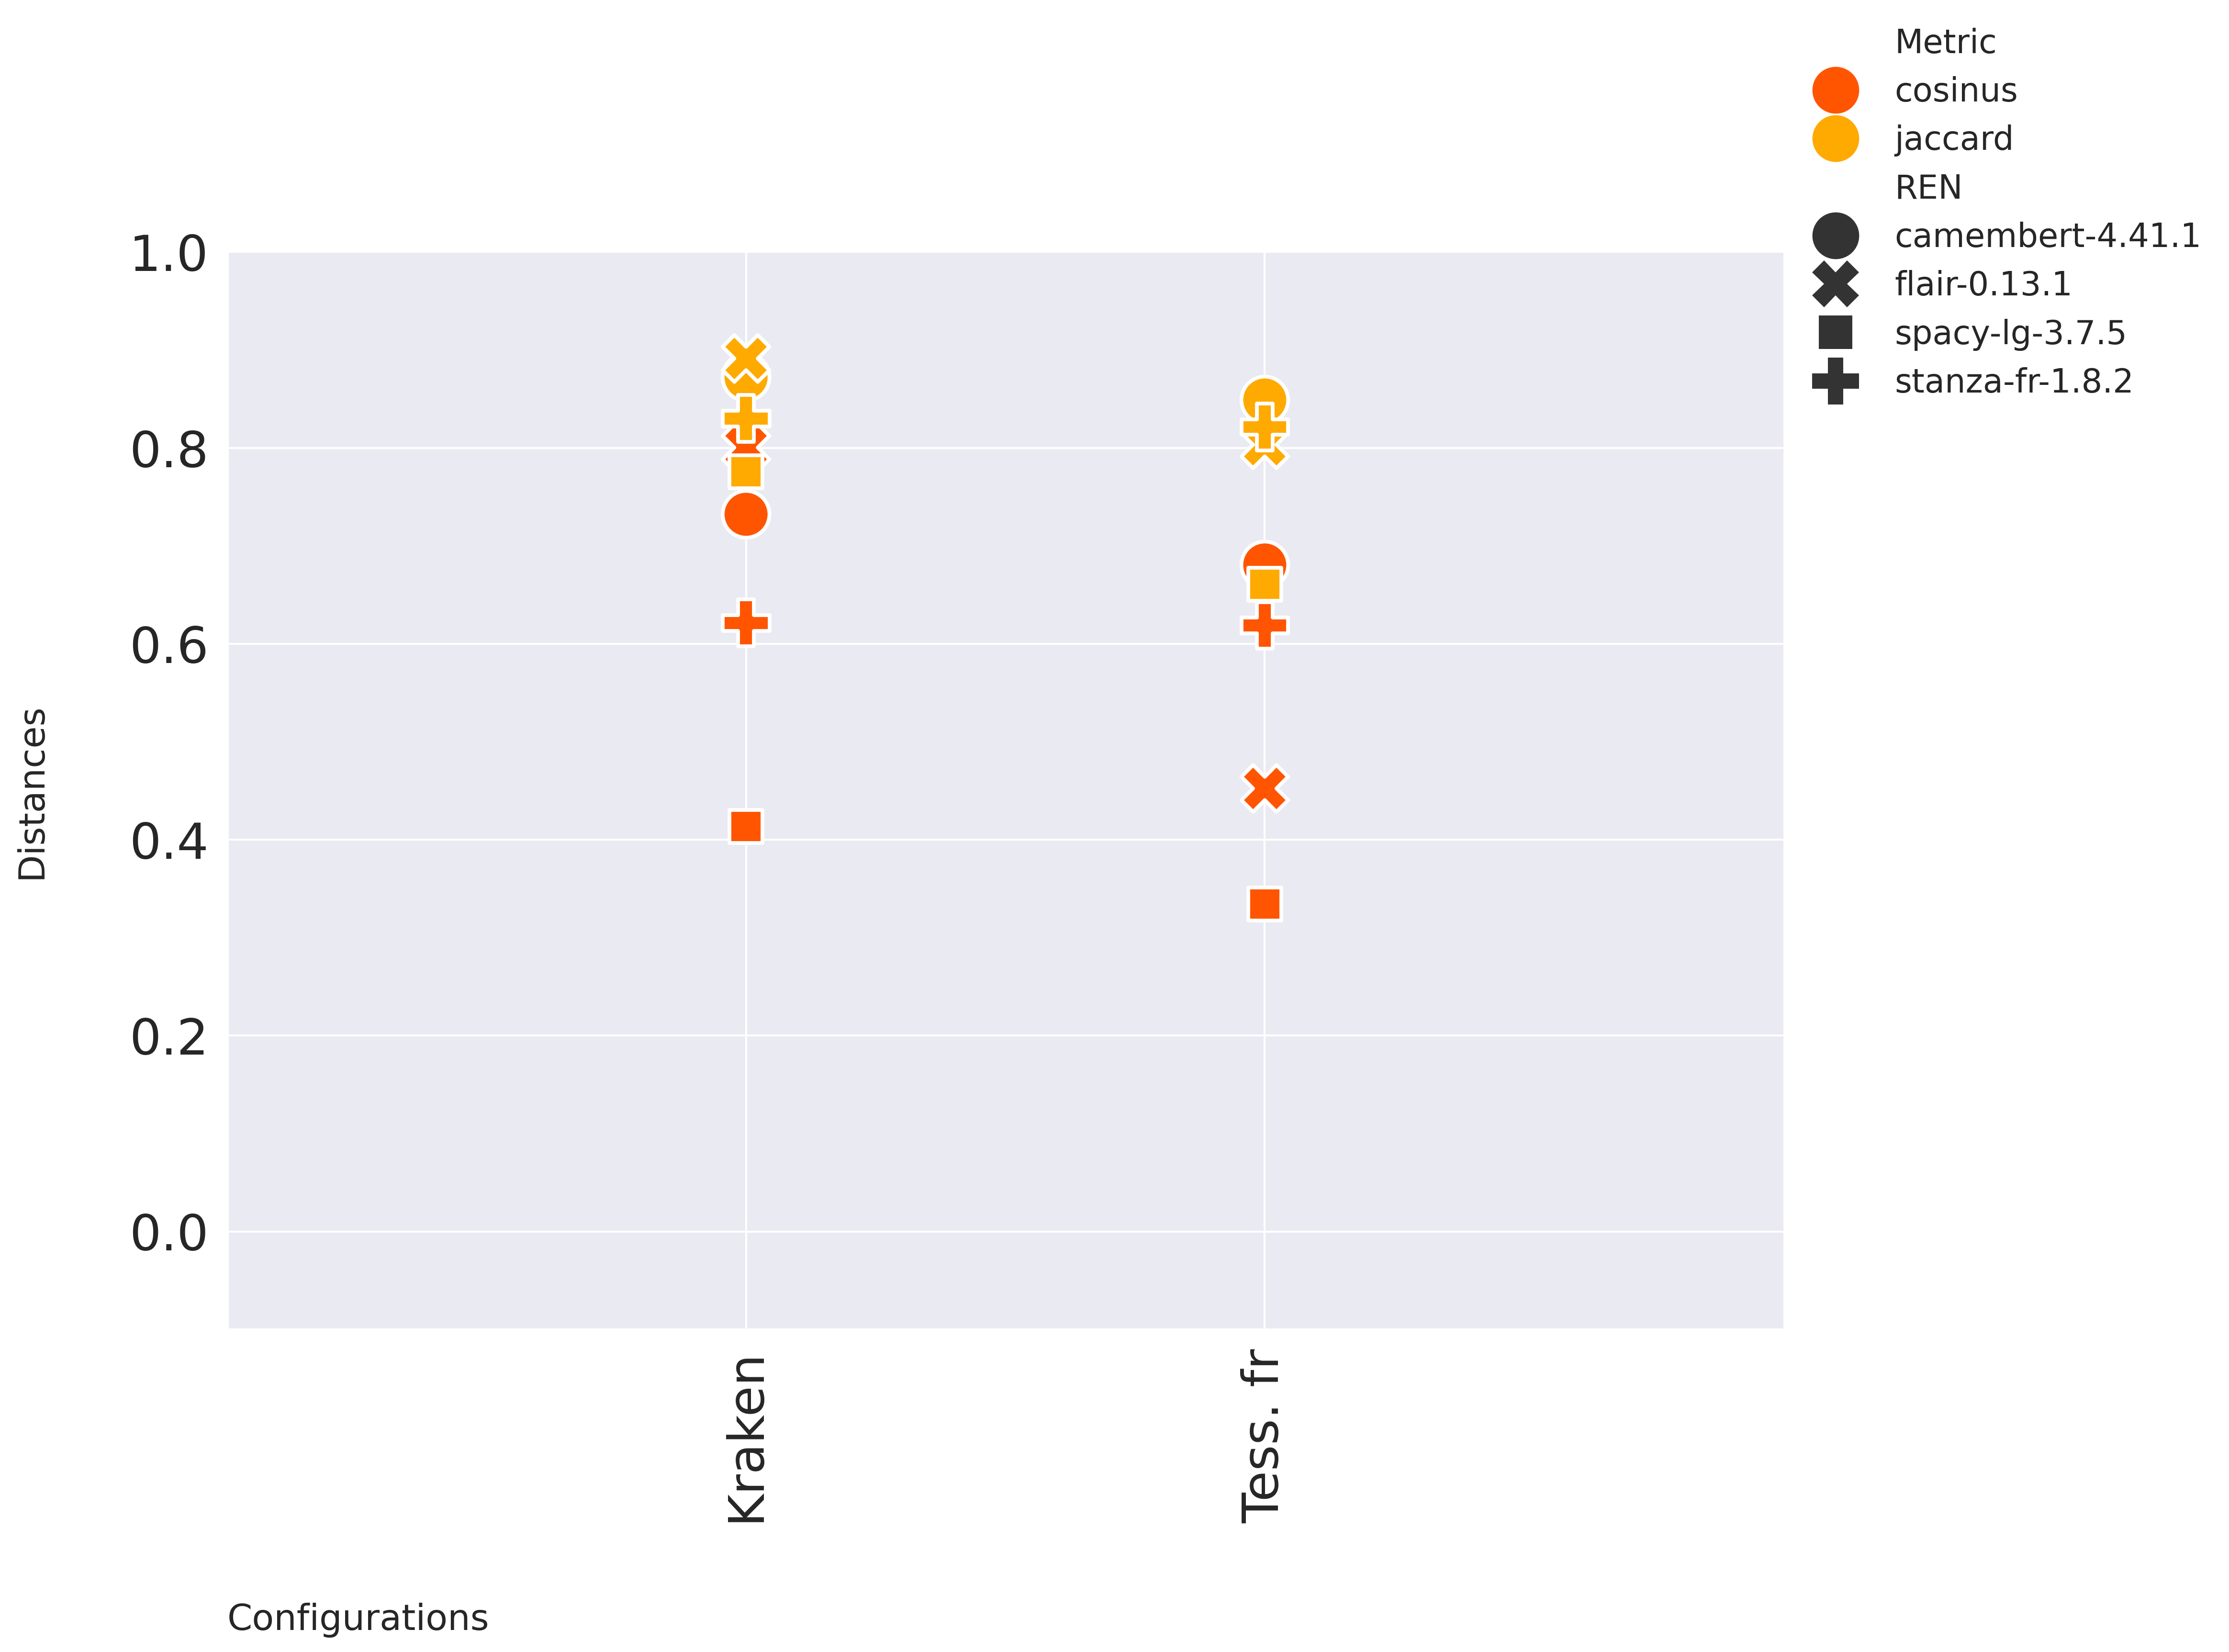 Metric
cosinus
jaccard
REN
camembert-4.41.1
flair-0.13.1
spacy-lg-3.7.5
stanza-fr-1.8.2
1.0
0.8
0.6
0.4
0.2
0.0
Distances
Kraken
Tess. fr
Configurations